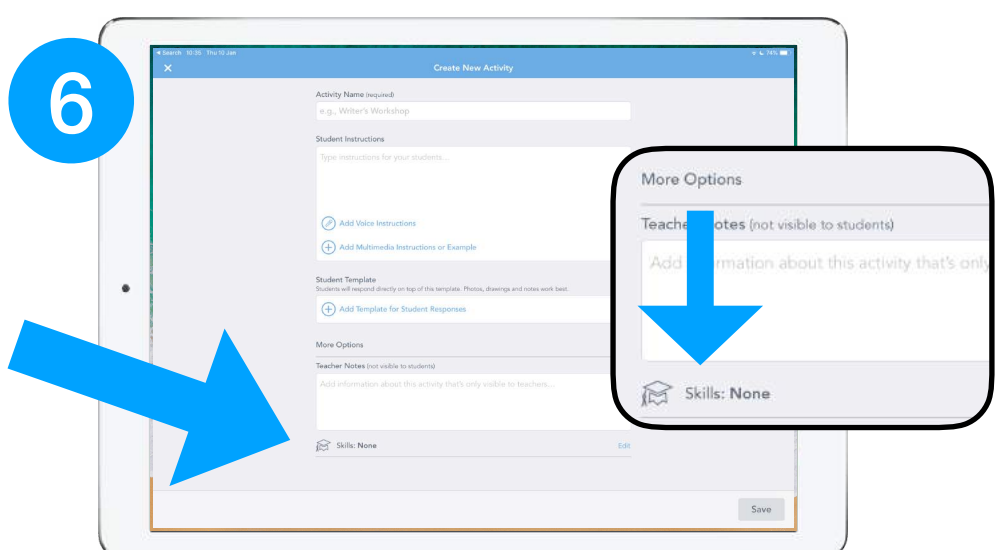 6
Search 10:36 Thu 10 Jan
74%
Create New Activity
Activity Name (required)
e.g., Writer's Workshop
Student Instructions
Type instructions for your students...
Add Voice Instructions
Add Multimedia Instructions or Example
Student Template
Students will respond directly on top of this template. Photos, drawings and notes work best.
Add Template for Student Responses
More Options
Teacher Notes (not visible to students)
Add information about this activity that's only visible to teachers...
Skills: None
Edit
Save
More Options
Teache otes (not visible to students)
Add rmation about this activity that's only
Skills: None